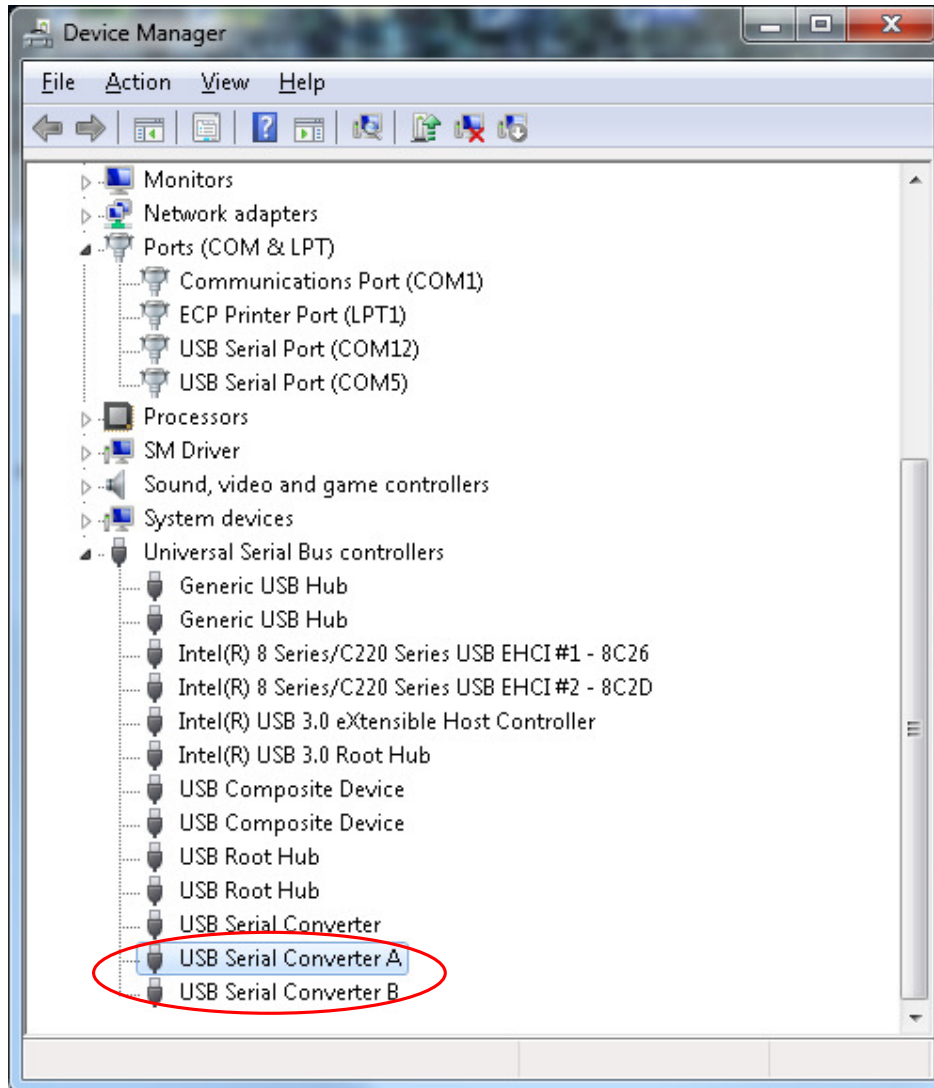 Device Manager
File Action View Help
Monitors
Network adapters
Ports (COM & LPT)
Communications Port (COM1)
ECP Printer Port (LPT1)
USB Serial Port (COM12)
USB Serial Port (COM5)
Processors
SM Driver
Sound, video and game controllers
System devices
Universal Serial Bus controllers
Generic USB Hub
Generic USB Hub
Intel(R) 8 Series/C220 Series USB EHCI #1 - 8C26
Intel(R) 8 Series/C220 Series USB EHCI #2 - 8C2D
Intel(R) USB 3.0 eXtensible Host Controller
Intel(R) USB 3.0 Root Hub
USB Composite Device
USB Composite Device
USB Root Hub
USB Root Hub
USB Serial Converter
USB Serial Converter A
USB Serial Converter B